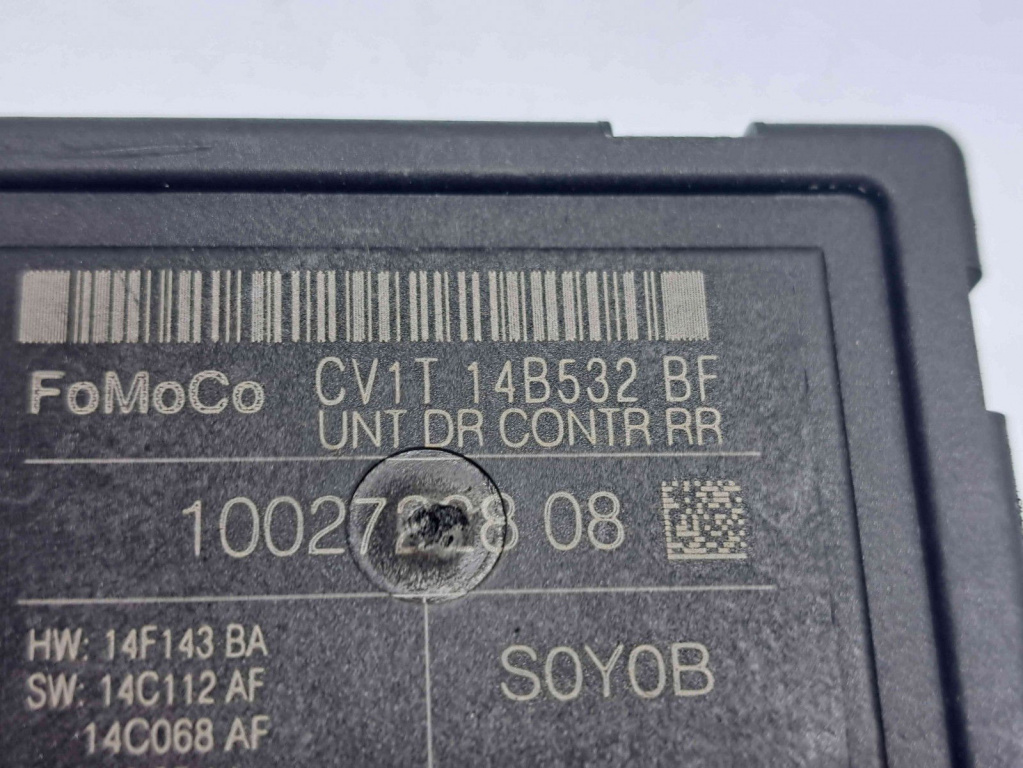 FoMoCo CV1T 14B532 BF
UNT DR CONTR RR
08
HW: 14F143 BA
S0Y0B
SW: 14C112 AF
14C068 AF